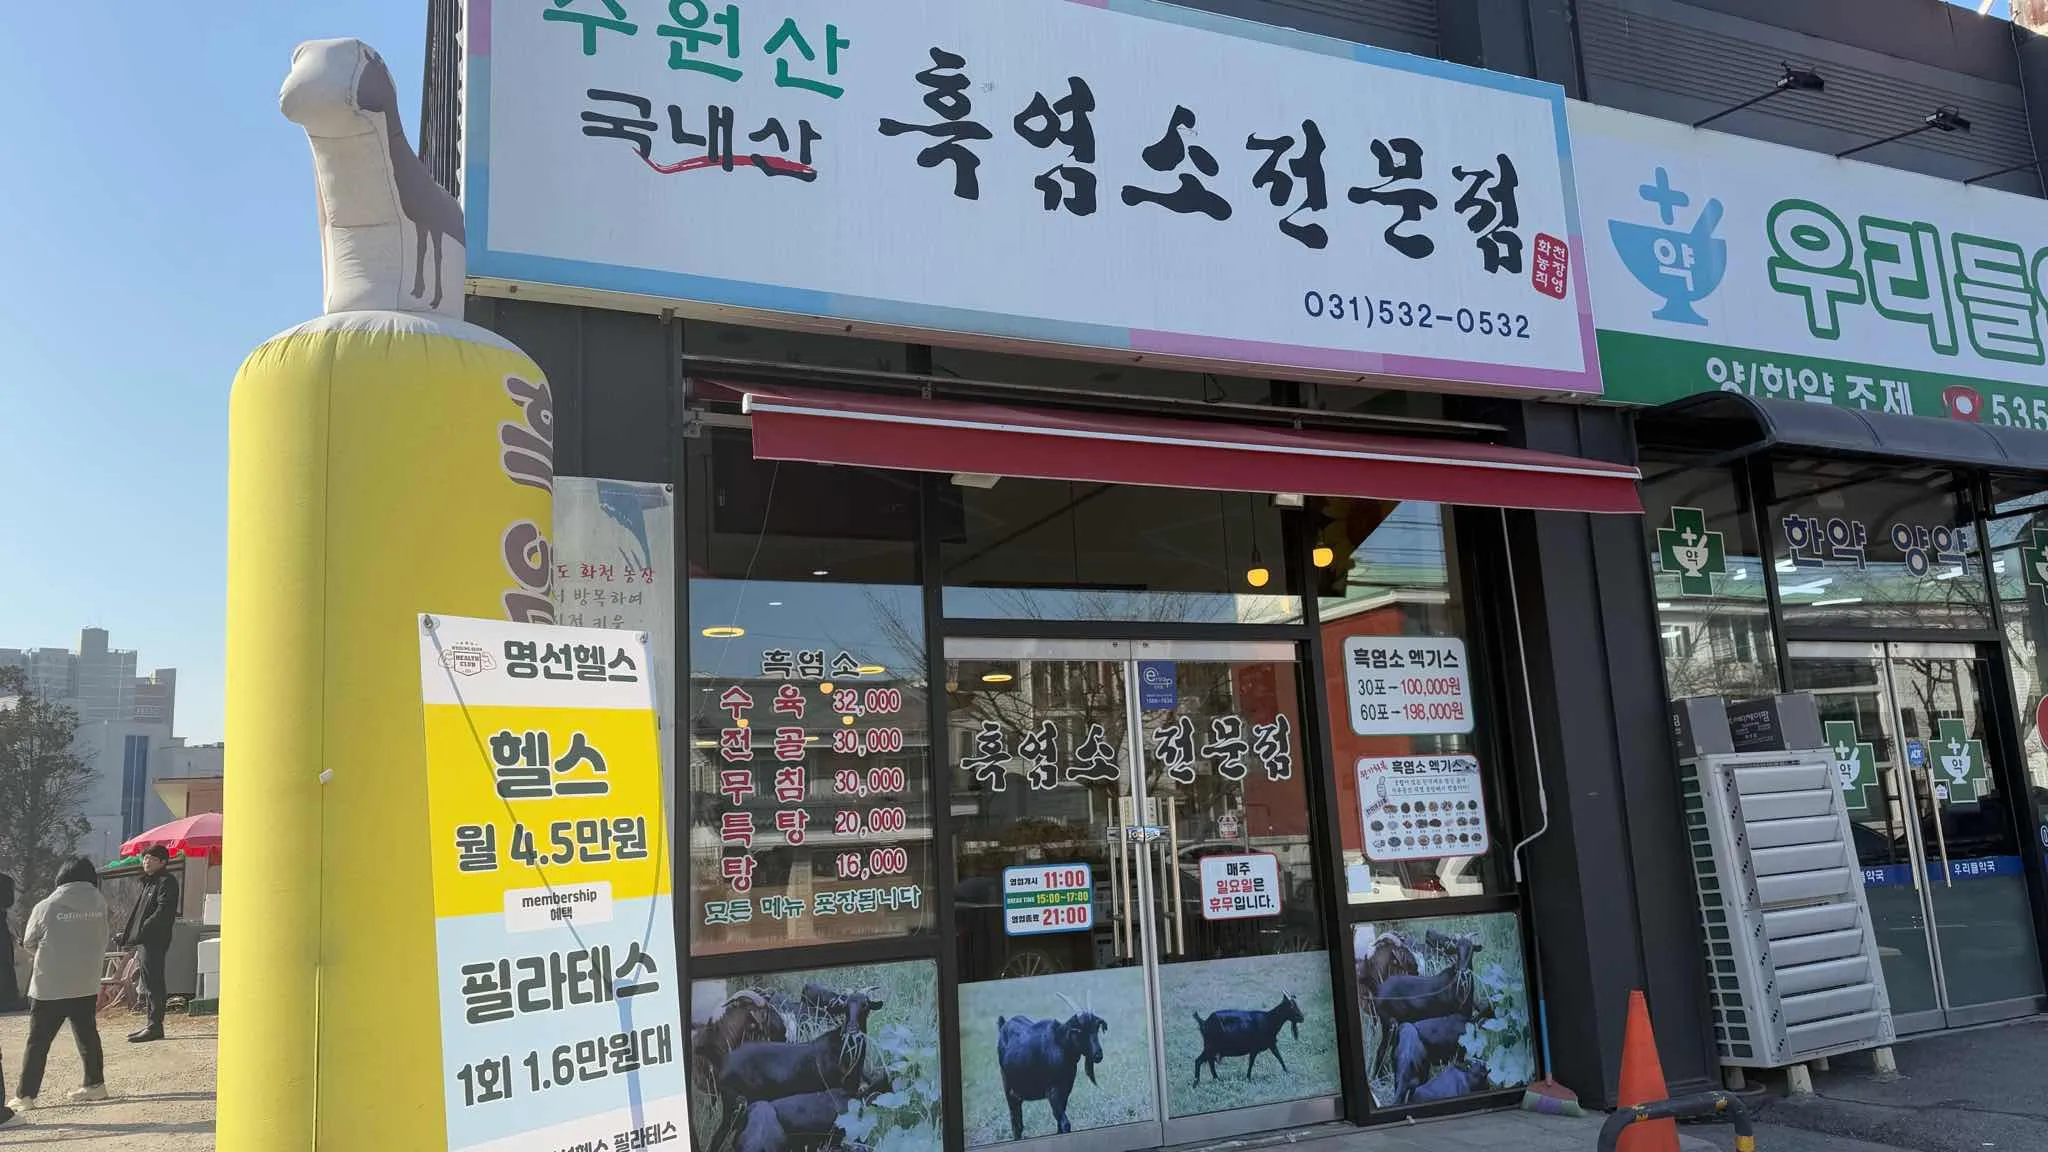 수원산
국내산 흑염소전문점
화천
농장
직영
031)532-0532
약
우리들
양/한약 조제
535
도 화천 농장
방목하여
HEALTH CLUB
명선헬스
헬스
월 4.5만원
membership
혜택
필라테스
1회 1.6만원대
필라테스
흑염소
수육 32,000
전골 30,000
무침 30,000
특탕 20,000
탕 16,000
모든 메뉴 포장됩니다
흑염소 전문점
영업개시 11:00
BREAK TIME 15:00~17:00
영업종료 21:00
매주
일요일은
휴무입니다.
흑염소 엑기스
30포-100,000원
60포-198,000원
흑염소 엑기스
약
한약 양약
약
약
우리들약국